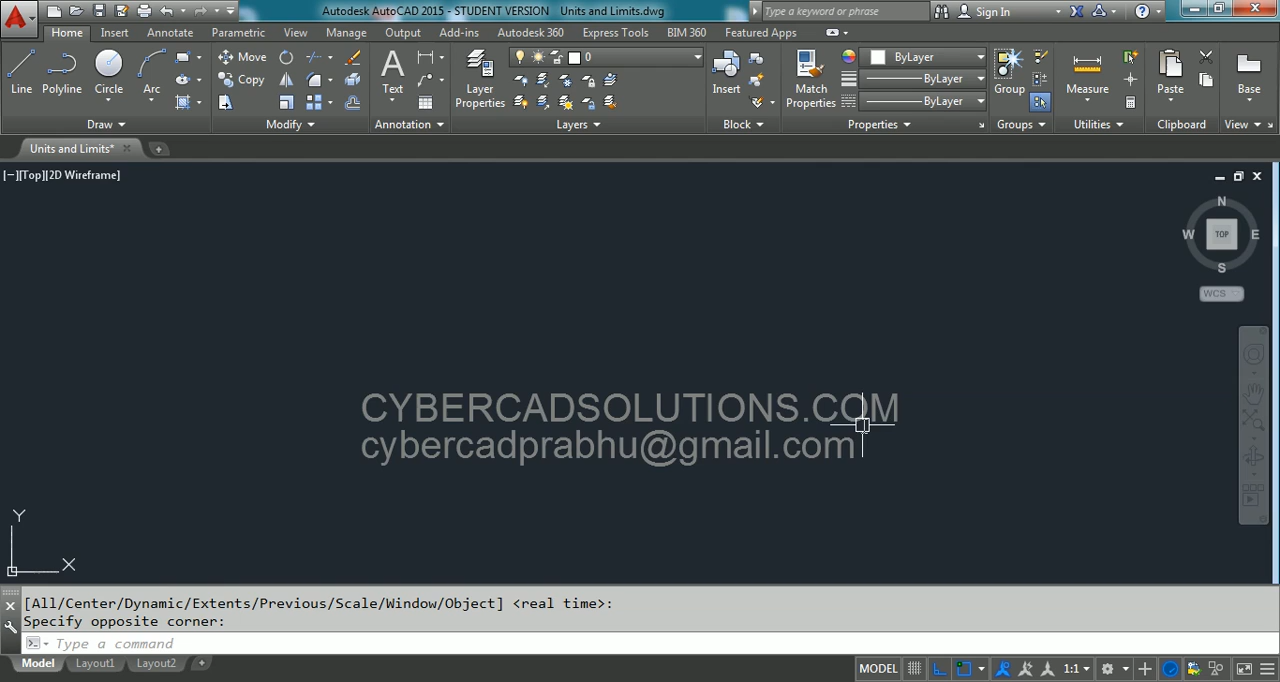 Autodesk AutoCAD 2015 - STUDENT VERSION Units and Limits.dwg
Type a keyword or phrase
Sign In
Home Insert Annotate Parametric View Manage Output Add-ins Autodesk 360 Express Tools BIM 360 Featured Apps
Line Polyline Circle Arc
Move
Copy
Text
Layer Properties
0
Insert
Match Properties
ByLayer
ByLayer
ByLayer
Group
Measure
Paste
Base
Draw Modify Annotation Layers Block Properties Groups Utilities Clipboard View
Units and Limits*
[−][Top][2D Wireframe]
N
W TOP E
S
WCS
CYBERCADSOLUTIONS.COM
cybercadprabhu@gmail.com
Y
X
[All/Center/Dynamic/Extents/Previous/Scale/Window/Object] <real time>:
Specify opposite corner:
Type a command
Model Layout1 Layout2
MODEL 1:1